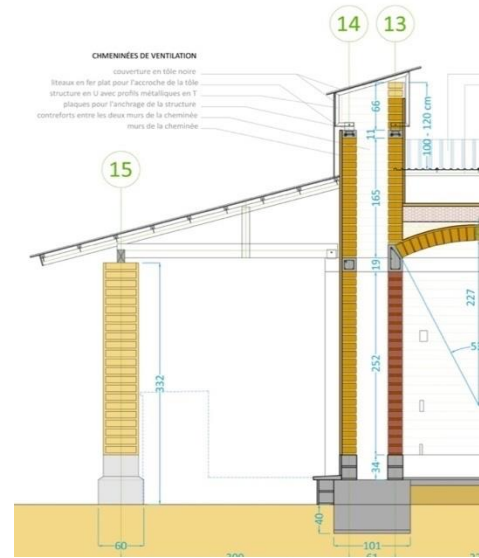 14
13
CHMENINÉES DE VENTILATION
couverture en tôle noire
liteaux en fer plat pour l'accroche de la tôle
structure en U avec profils métalliques en T
plaques pour l'anchrage de la structure
contreforts entre les deux murs de la cheminée
murs de la cheminée
66
11
100 - 120 cm
15
165
19
227
252
332
34
40
60
101